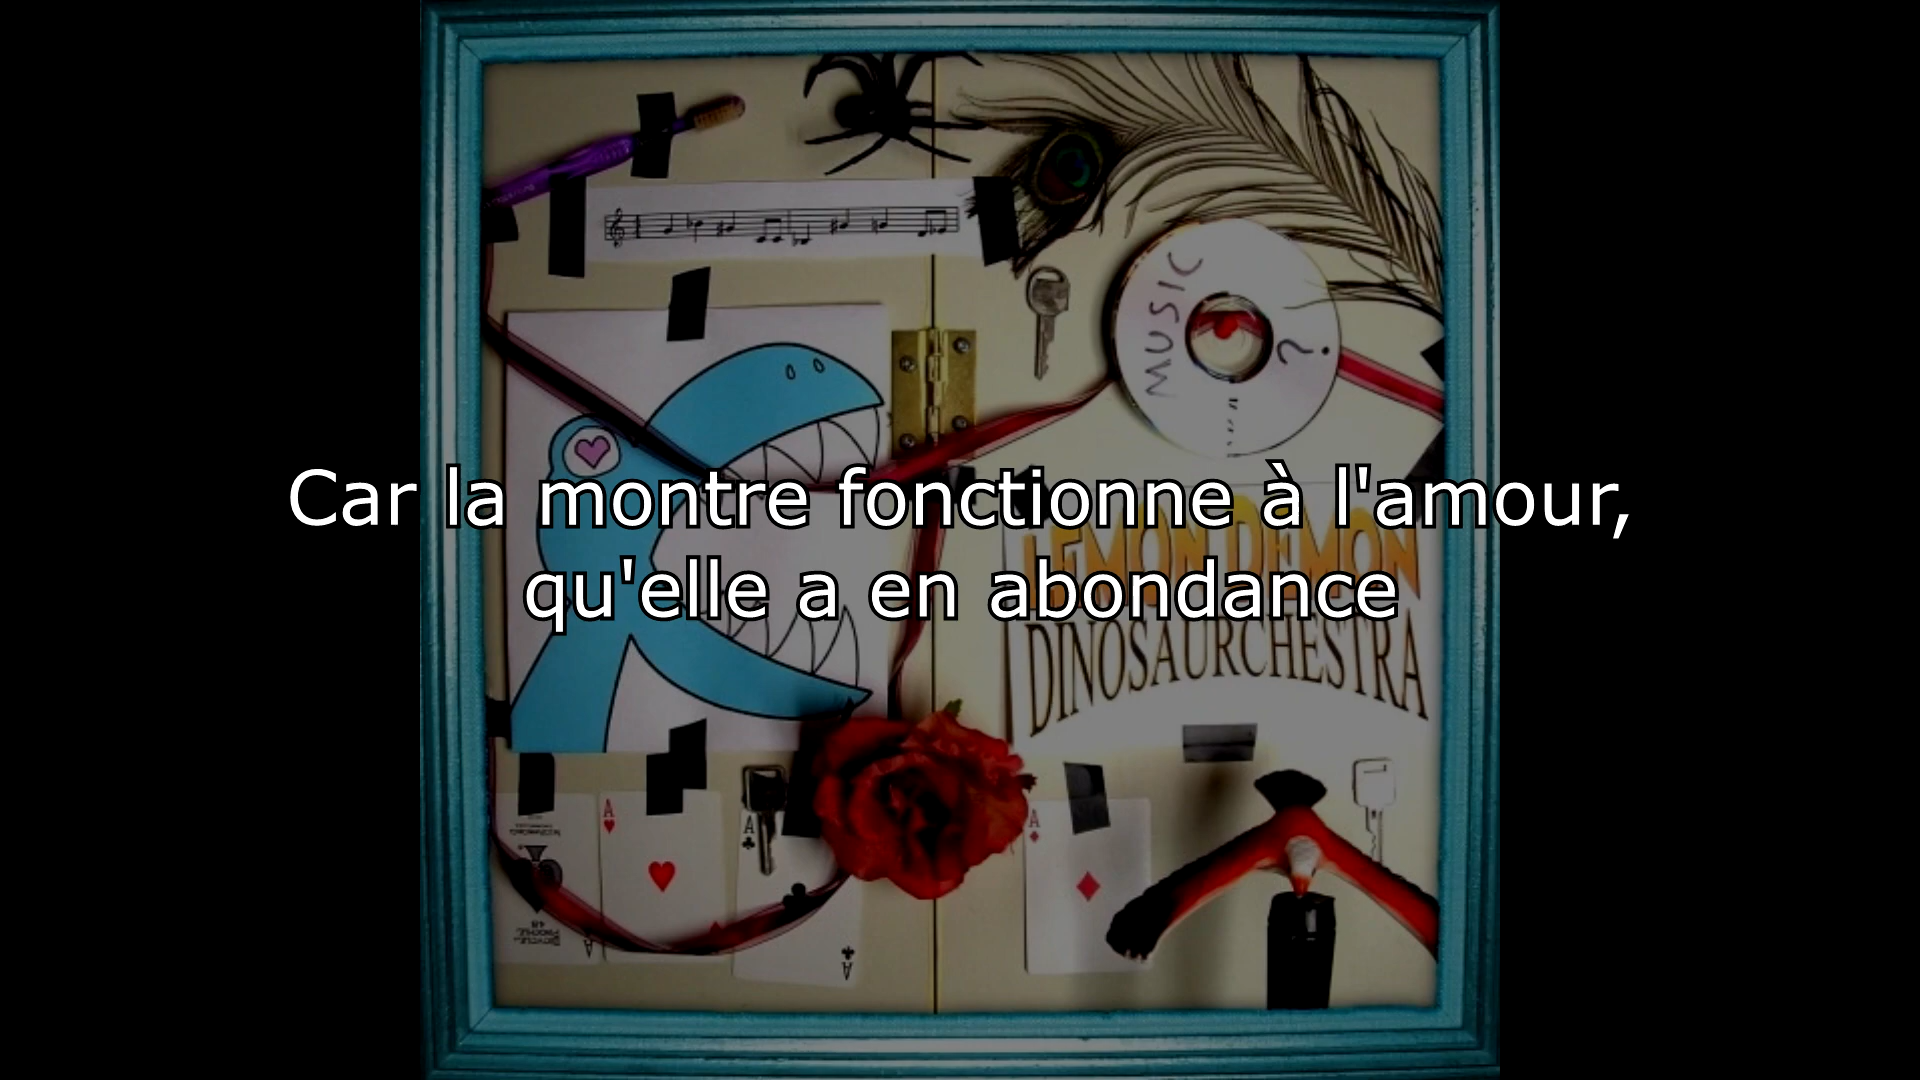 MUSIC ?
Car la montre fonctionne à l'amour,
qu'elle a en abondance
LEMON DEMON
DINOSAURCHESTRA
A
A
A
A
A
A